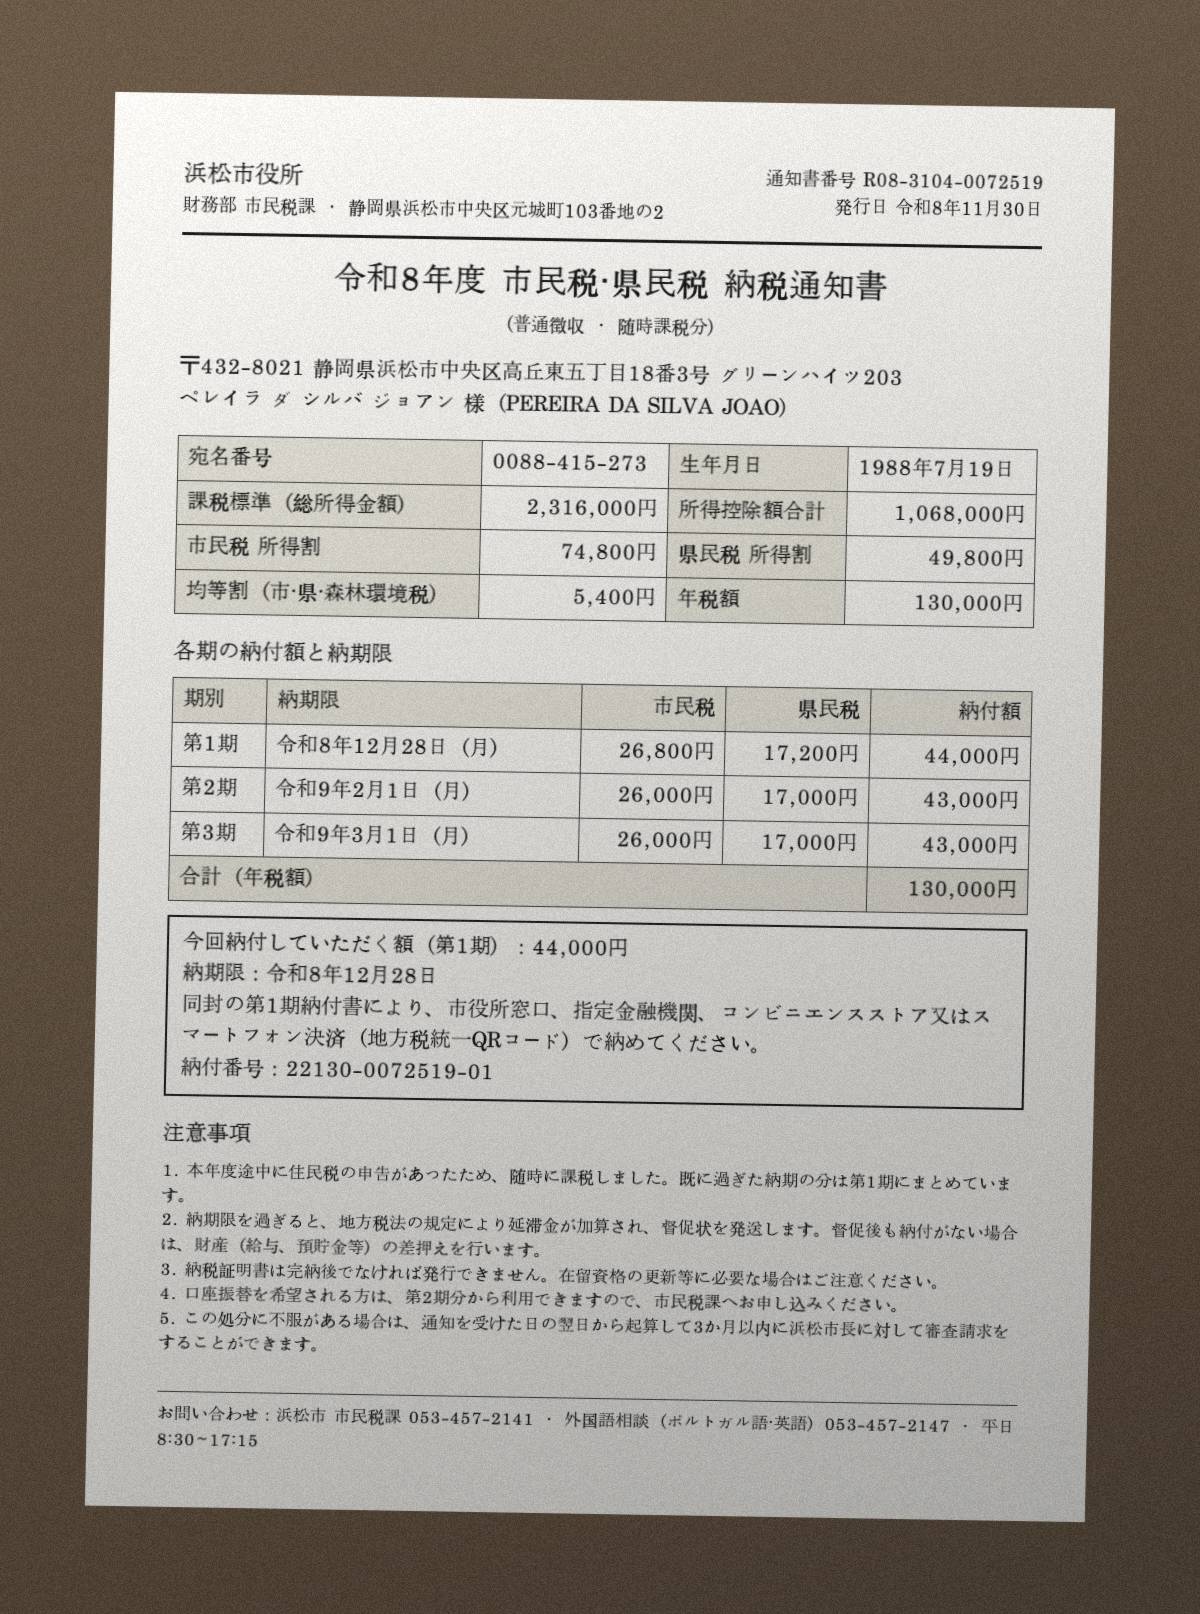 浜松市役所
財務部 市民税課 ・ 静岡県浜松市中央区元城町103番地の2
通知書番号 R08-3104-0072519
発行日 令和8年11月30日
令和8年度 市民税・県民税 納税通知書
(普通徴収 ・ 随時課税分)
〒432-8021 静岡県浜松市中央区高丘東五丁目18番3号 グリーンハイツ203
ペレイラ ダ シルバ ジョアン 様 (PEREIRA DA SILVA JOAO)
宛名番号 0088-415-273 生年月日 1988年7月19日
課税標準(総所得金額) 2,316,000円 所得控除額合計 1,068,000円
市民税 所得割 74,800円 県民税 所得割 49,800円
均等割(市・県・森林環境税) 5,400円 年税額 130,000円
各期の納付額と納期限
期別 納期限 市民税 県民税 納付額
第1期 令和8年12月28日(月) 26,800円 17,200円 44,000円
第2期 令和9年2月1日(月) 26,000円 17,000円 43,000円
第3期 令和9年3月1日(月) 26,000円 17,000円 43,000円
合計(年税額) 130,000円
今回納付していただく額(第1期):44,000円
納期限:令和8年12月28日
同封の第1期納付書により、市役所窓口、指定金融機関、コンビニエンスストア又はス
マートフォン決済(地方税統一QRコード)で納めてください。
納付番号:22130-0072519-01
注意事項
1. 本年度途中に住民税の申告があったため、随時に課税しました。既に過ぎた納期の分は第1期にまとめていま
す。
2. 納期限を過ぎると、地方税法の規定により延滞金が加算され、督促状を発送します。督促後も納付がない場合
は、財産(給与、預貯金等)の差押えを行います。
3. 納税証明書は完納後でなければ発行できません。在留資格の更新等に必要な場合はご注意ください。
4. 口座振替を希望される方は、第2期分から利用できますので、市民税課へお申し込みください。
5. この処分に不服がある場合は、通知を受けた日の翌日から起算して3か月以内に浜松市長に対して審査請求を
することができます。
お問い合わせ:浜松市 市民税課 053-457-2141 ・ 外国語相談(ポルトガル語・英語)053-457-2147 ・ 平日
8:30~17:15